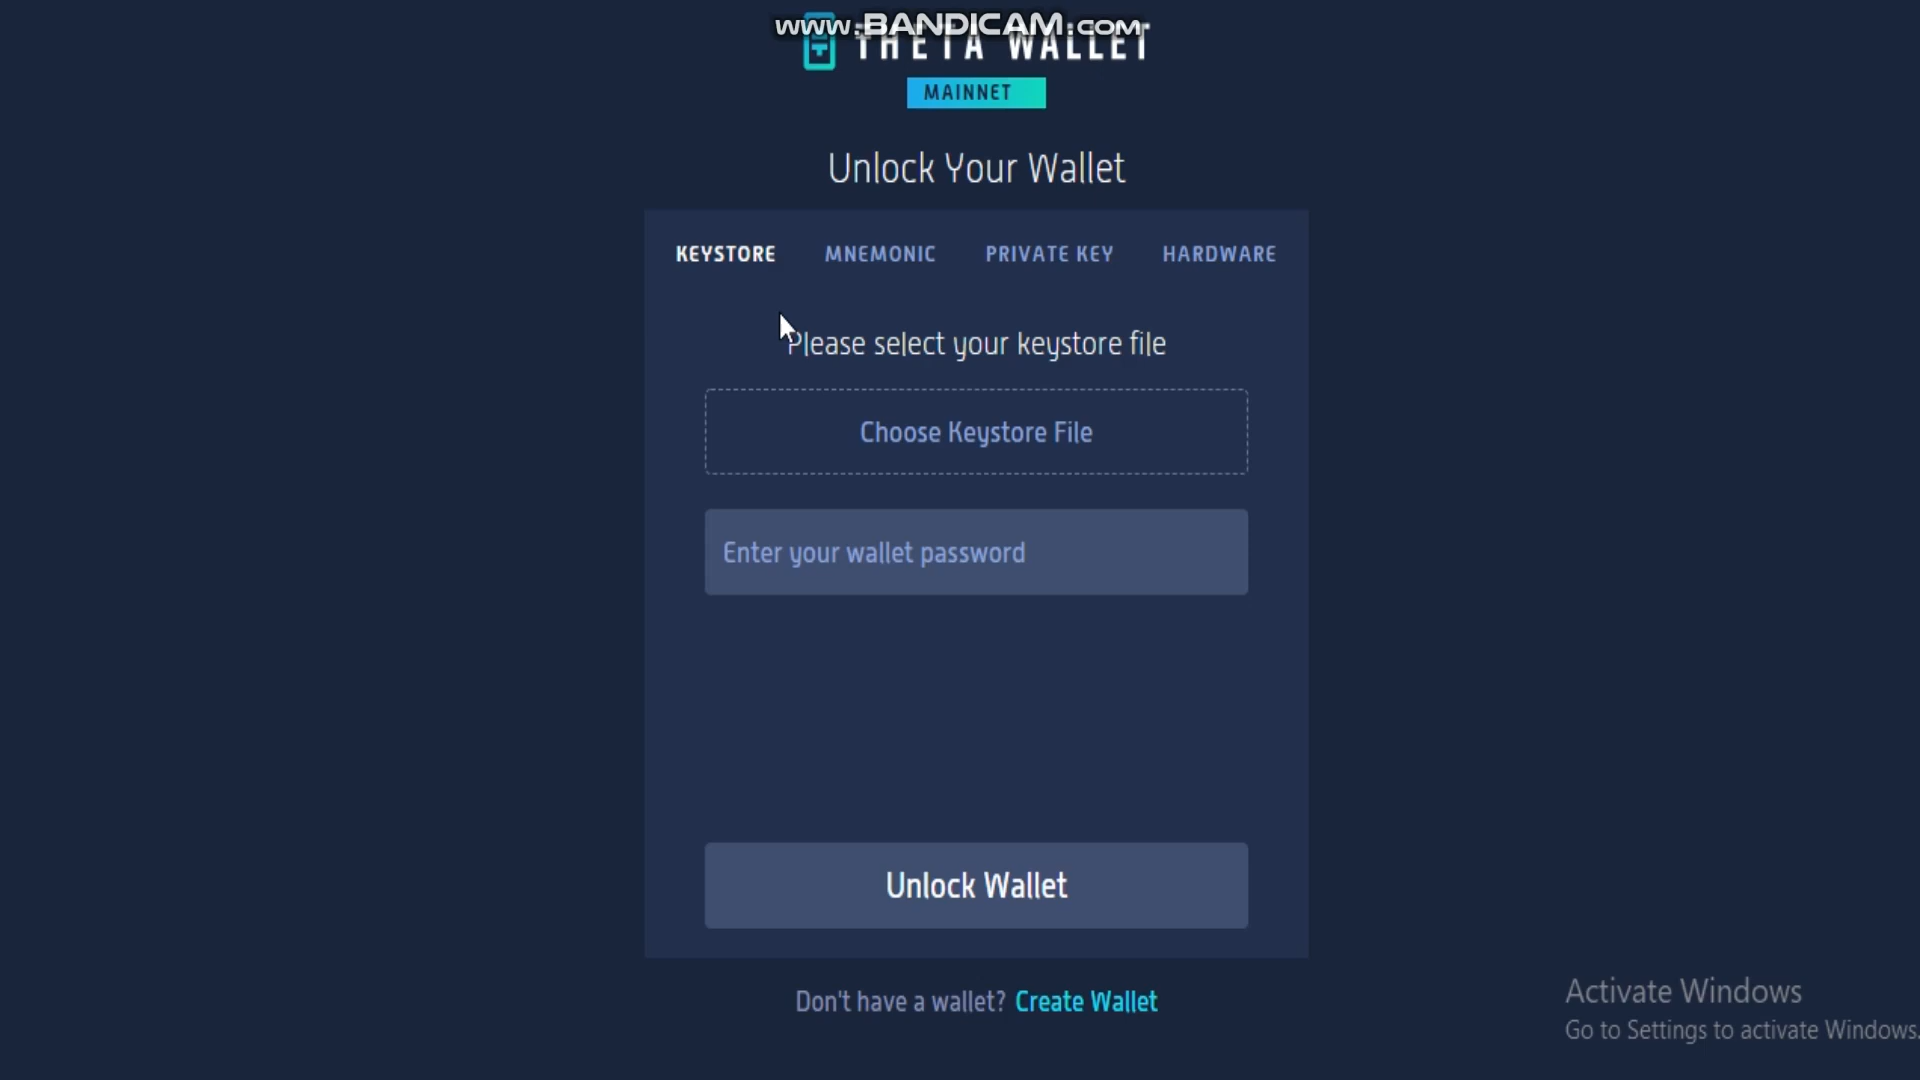 www.BANDICAM.com
THETA WALLET
MAINNET
Unlock Your Wallet
KEYSTORE MNEMONIC PRIVATE KEY HARDWARE
Please select your keystore file
Choose Keystore File
Enter your wallet password
Unlock Wallet
Don't have a wallet? Create Wallet
Activate Windows
Go to Settings to activate Windows.